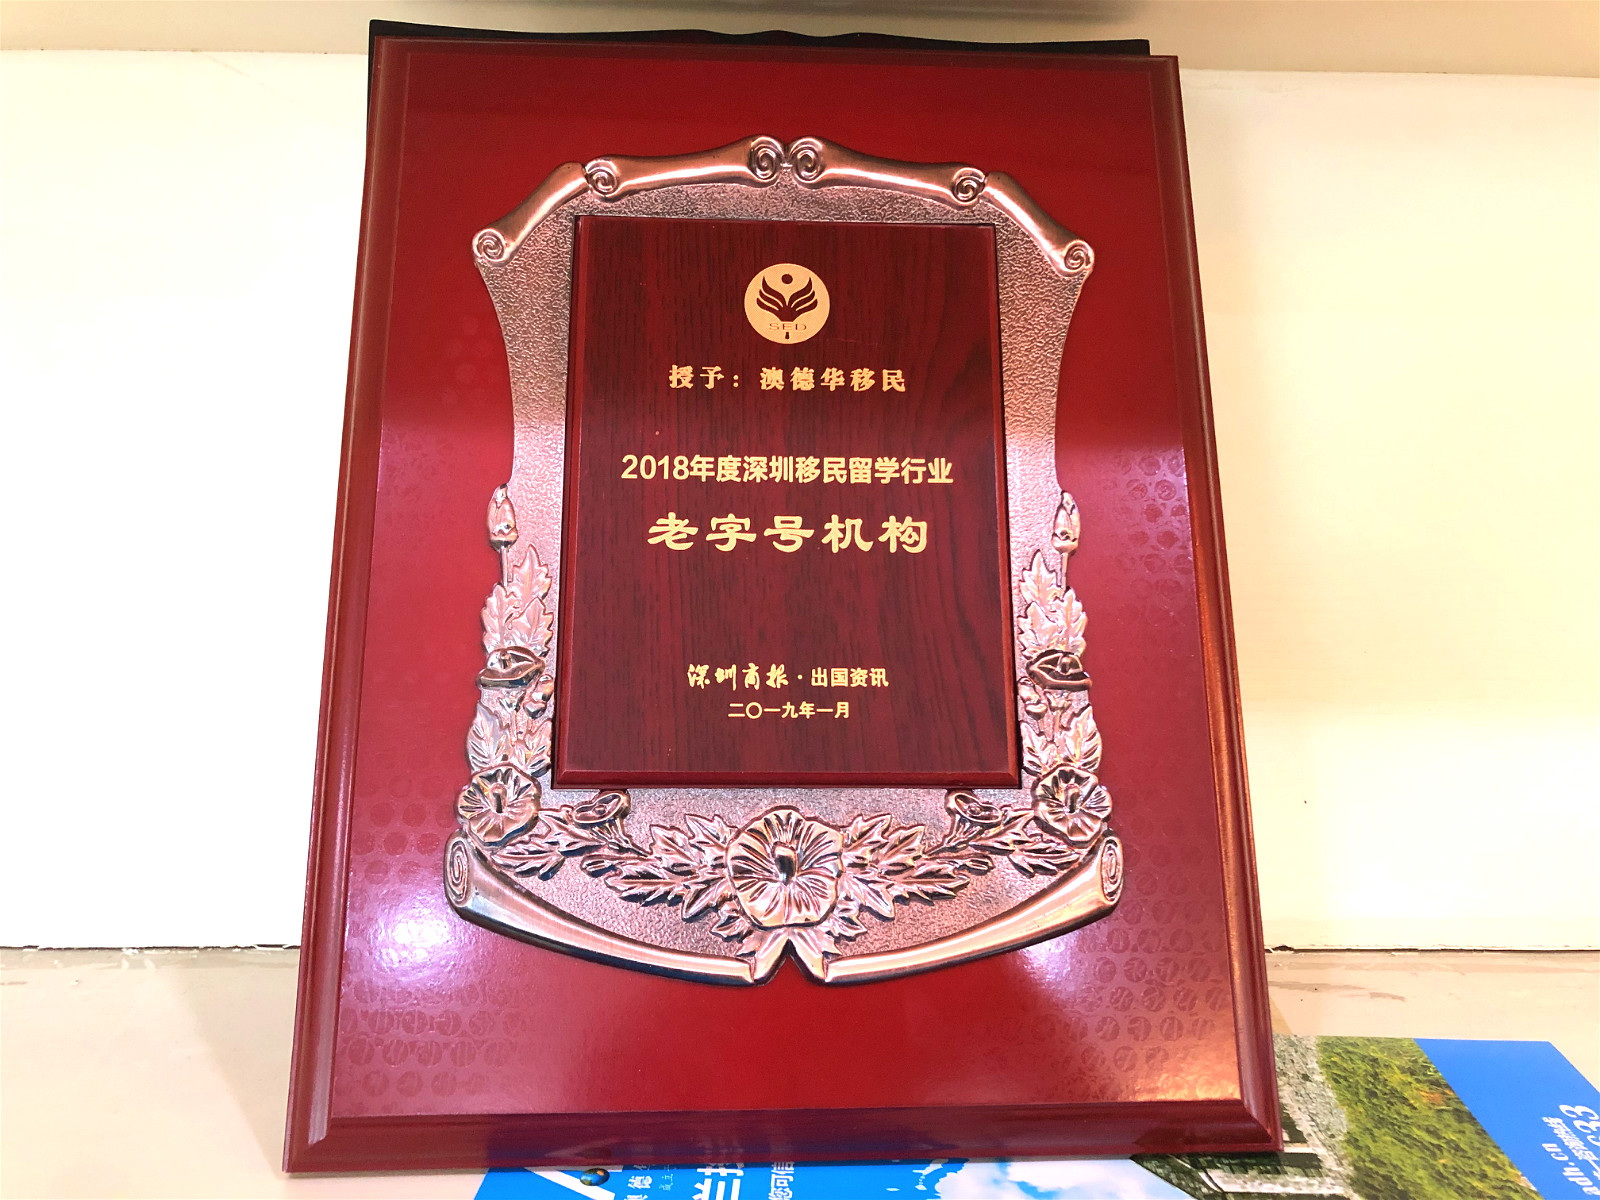 SED
授予：澳德华移民
2018年度深圳移民留学行业
老字号机构
深圳商报·出国资讯
二〇一九年一月